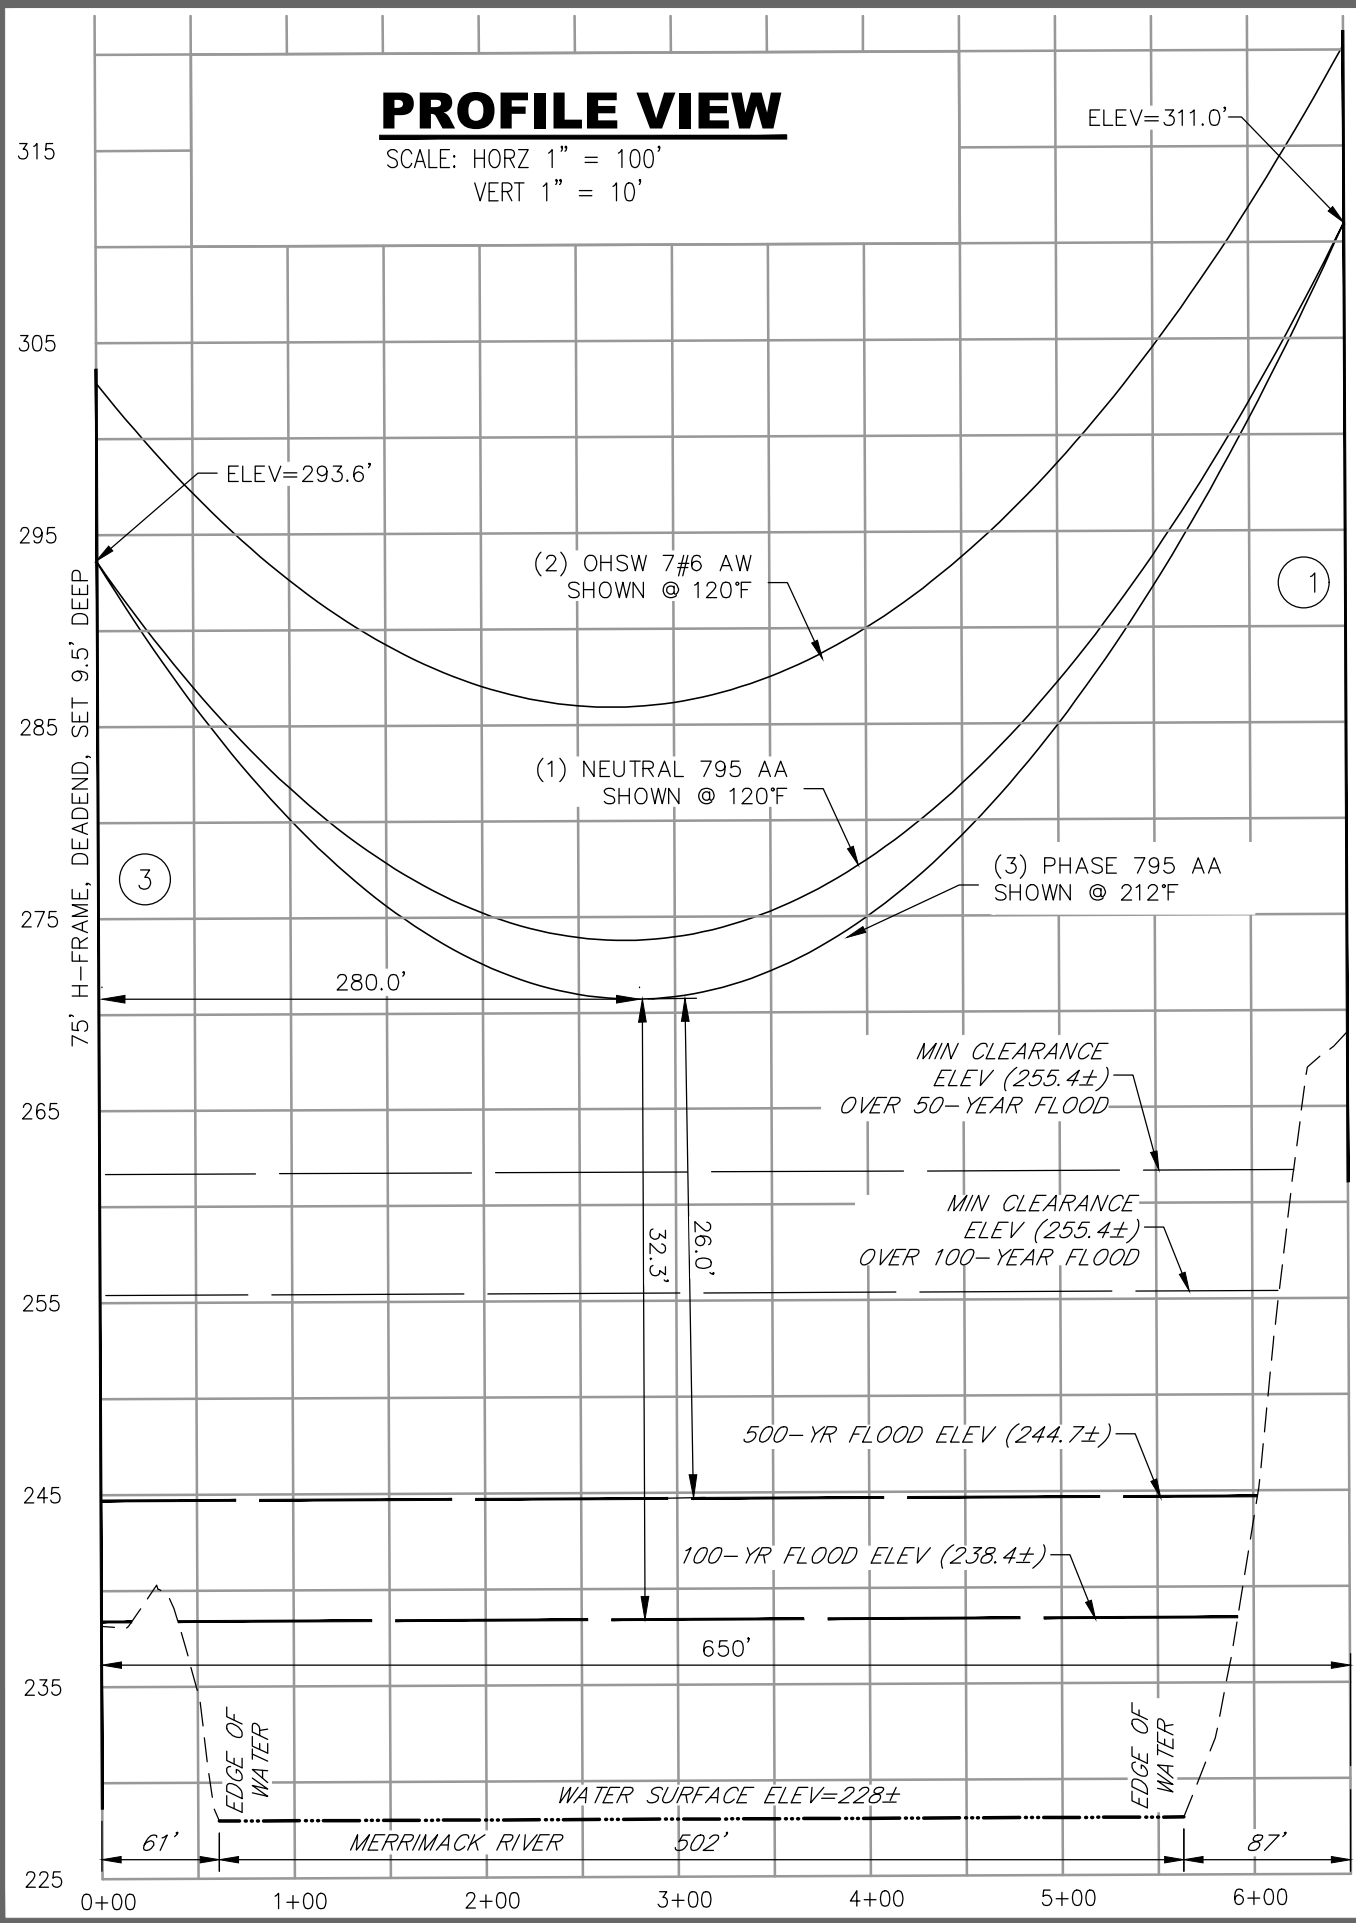 PROFILE VIEW
SCALE: HORZ 1" = 100'
VERT 1" = 10'
ELEV=311.0'
315
305
295
285
275
265
255
245
235
225
ELEV=293.6'
75' H-FRAME, DEADEND, SET 9.5' DEEP
(2) OHSW 7#6 AW
SHOWN @ 120°F
1
(1) NEUTRAL 795 AA
SHOWN @ 120°F
3
(3) PHASE 795 AA
SHOWN @ 212°F
280.0'
MIN CLEARANCE
ELEV (255.4±)
OVER 50-YEAR FLOOD
MIN CLEARANCE
ELEV (255.4±)
OVER 100-YEAR FLOOD
32.3'
26.0'
500-YR FLOOD ELEV (244.7±)
100-YR FLOOD ELEV (238.4±)
650'
EDGE OF
WATER
EDGE OF
WATER
WATER SURFACE ELEV=228±
61'
MERRIMACK RIVER
502'
87'
0+00
1+00
2+00
3+00
4+00
5+00
6+00